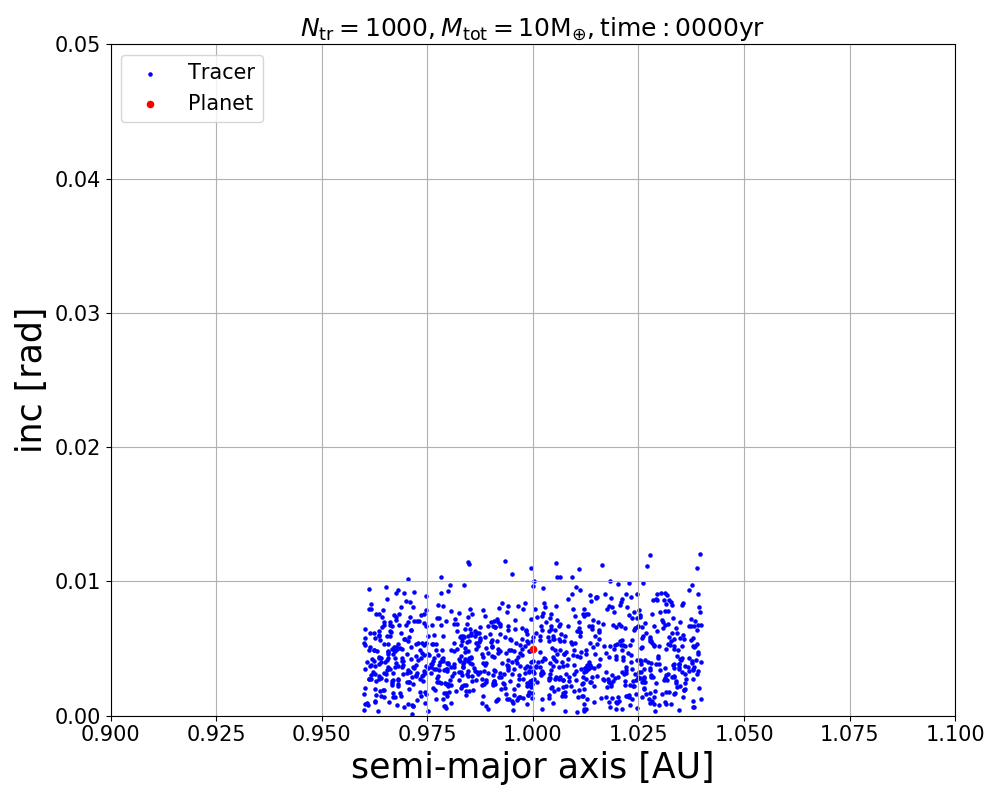 N_tr = 1000, M_tot = 10M_⊕, time : 0000yr
0.05
Tracer
Planet
0.04
0.03
inc [rad]
0.02
0.01
0.00
0.900 0.925 0.950 0.975 1.000 1.025 1.050 1.075 1.100
semi-major axis [AU]